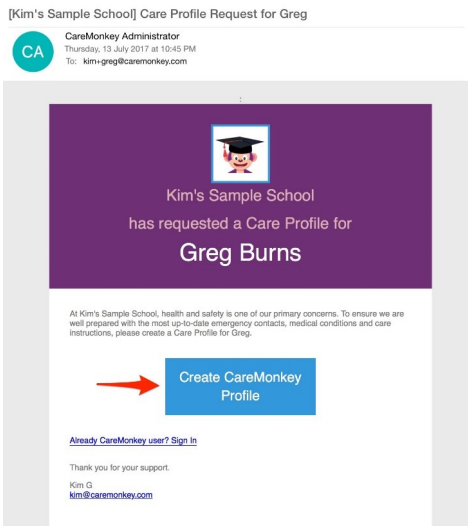 [Kim's Sample School] Care Profile Request for Greg
CA
CareMonkey Administrator
Thursday, 13 July 2017 at 10:45 PM
To: kim+greg@caremonkey.com
:
Kim's Sample School
has requested a Care Profile for
Greg Burns
At Kim's Sample School, health and safety is one of our primary concerns. To ensure we are
well prepared with the most up-to-date emergency contacts, medical conditions and care
instructions, please create a Care Profile for Greg.
Create CareMonkey
Profile
Already CareMonkey user? Sign In
Thank you for your support.
Kim G
kim@caremonkey.com